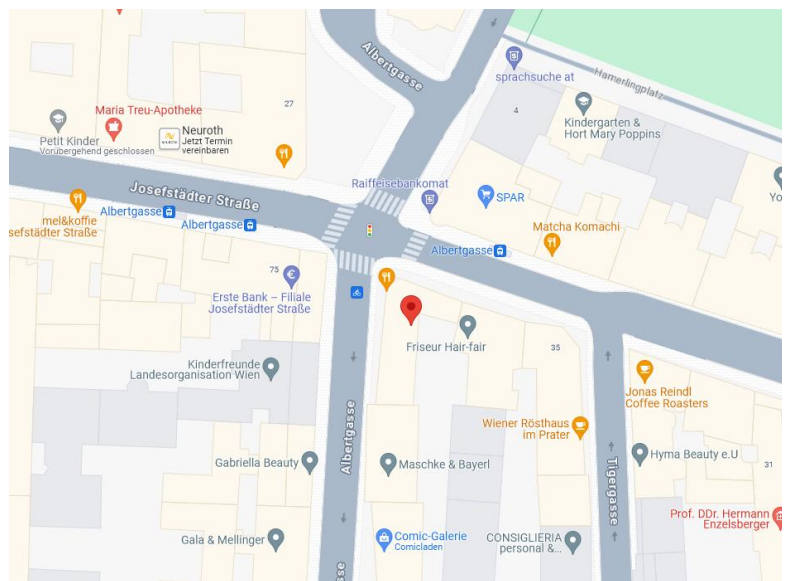 Albertgasse
sprachsuche at
Hamerlingplatz
4
Kindergarten &
Hort Mary Poppins
27
Maria Treu-Apotheke
Petit Kinder
Vorübergehend geschlossen
Neuroth
Jetzt Termin
vereinbaren
Yo
Josefstädter Straße
Raiffeisebankomat
SPAR
mel&koffie
sefstädter Straße
Albertgasse
Albertgasse
Albertgasse
Matcha Komachi
75
Erste Bank – Filiale
Josefstädter Straße
Friseur Hair-fair
35
Kinderfreunde
Landesorganisation Wien
Jonas Reindl
Coffee Roasters
Wiener Rösthaus
im Prater
Albertgasse
Gabriella Beauty
Maschke & Bayerl
Tigergasse
Hyma Beauty e.U
31
Prof. DDr. Hermann
Enzelsberger
Gala & Mellinger
Comic-Galerie
Comicladen
CONSIGLIERIA
personal &...
sse